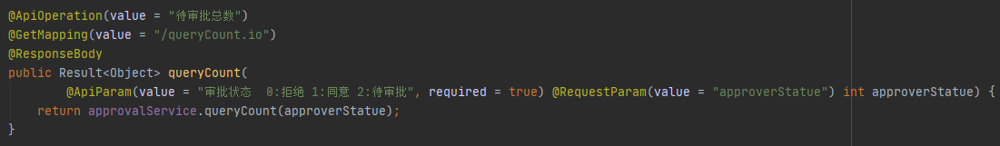 @ApiOperation(value = "待审批总数")
@GetMapping(value = "/queryCount.io")
@ResponseBody
public Result<Object> queryCount(
@ApiParam(value = "审批状态  0:拒绝 1:同意 2:待审批", required = true) @RequestParam(value = "approverStatue") int approverStatue) {
return approvalService.queryCount(approverStatue);
}